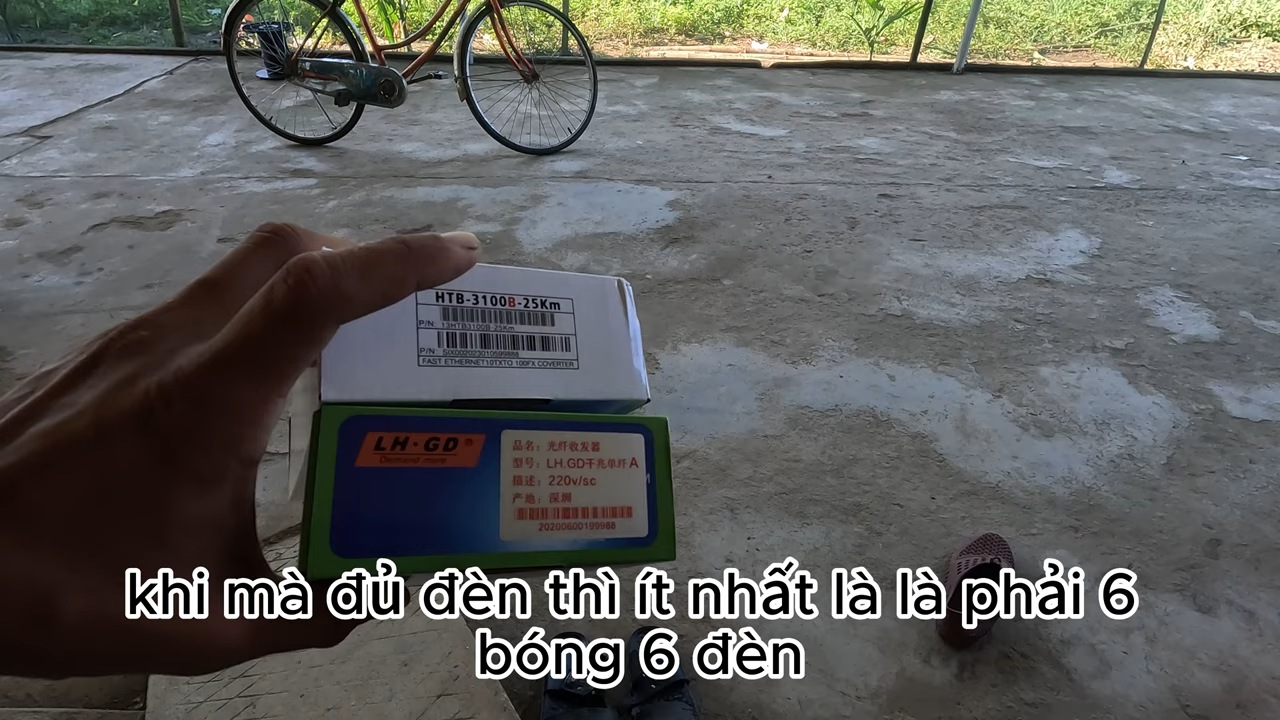 HTB-3100B-25Km
P/N: 13HTB3100B-25Km
P/N: SIX002023010599888
FAST ETHERNET10TXTO 100FX COVERTER
LH·GD®
Demand more
品名：光纤收发器
型号：LH.GD千兆单纤A
描述：220v/sc
产地：深圳
20200600199988
khi mà đủ đèn thì ít nhất là là phải 6
bóng 6 đèn